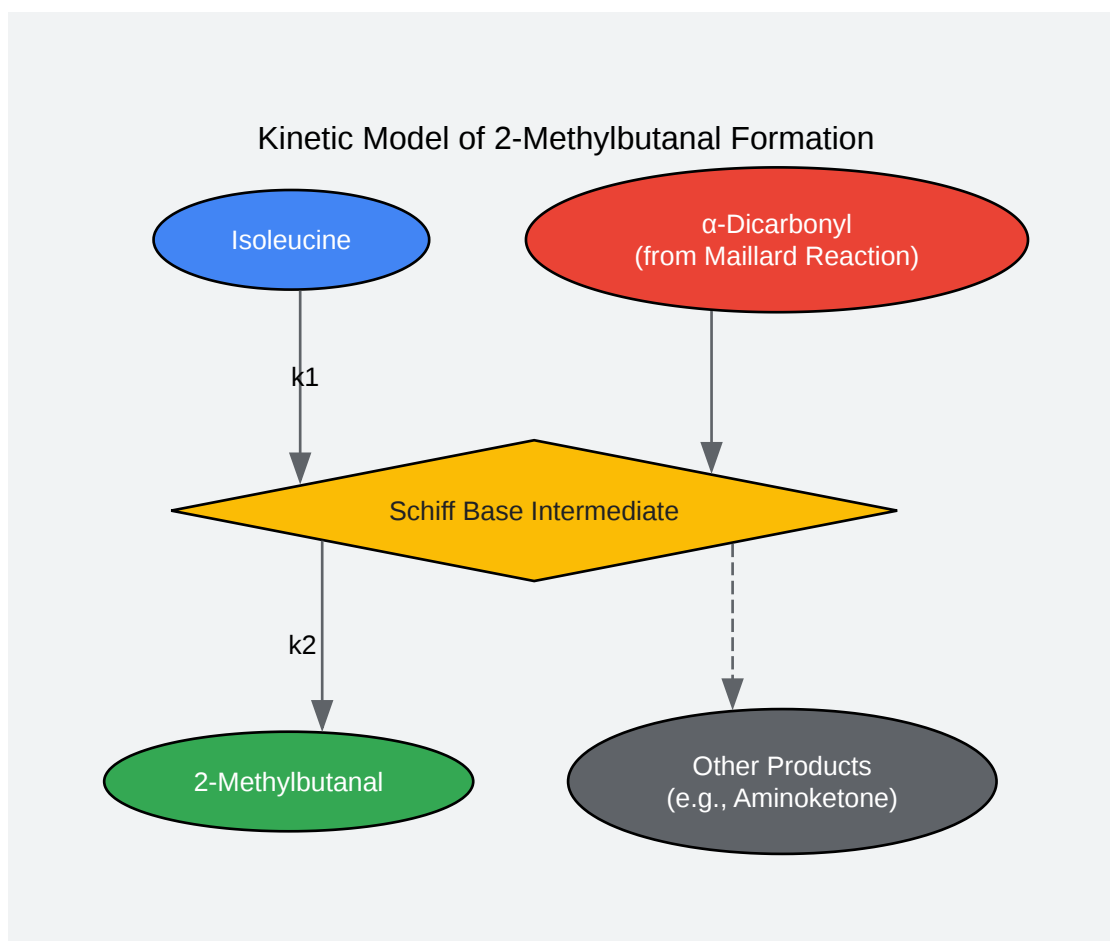 Kinetic Model of 2-Methylbutanal Formation
Isoleucine
α-Dicarbonyl
(from Maillard Reaction)
k1
Schiff Base Intermediate
k2
2-Methylbutanal
Other Products
(e.g., Aminoketone)